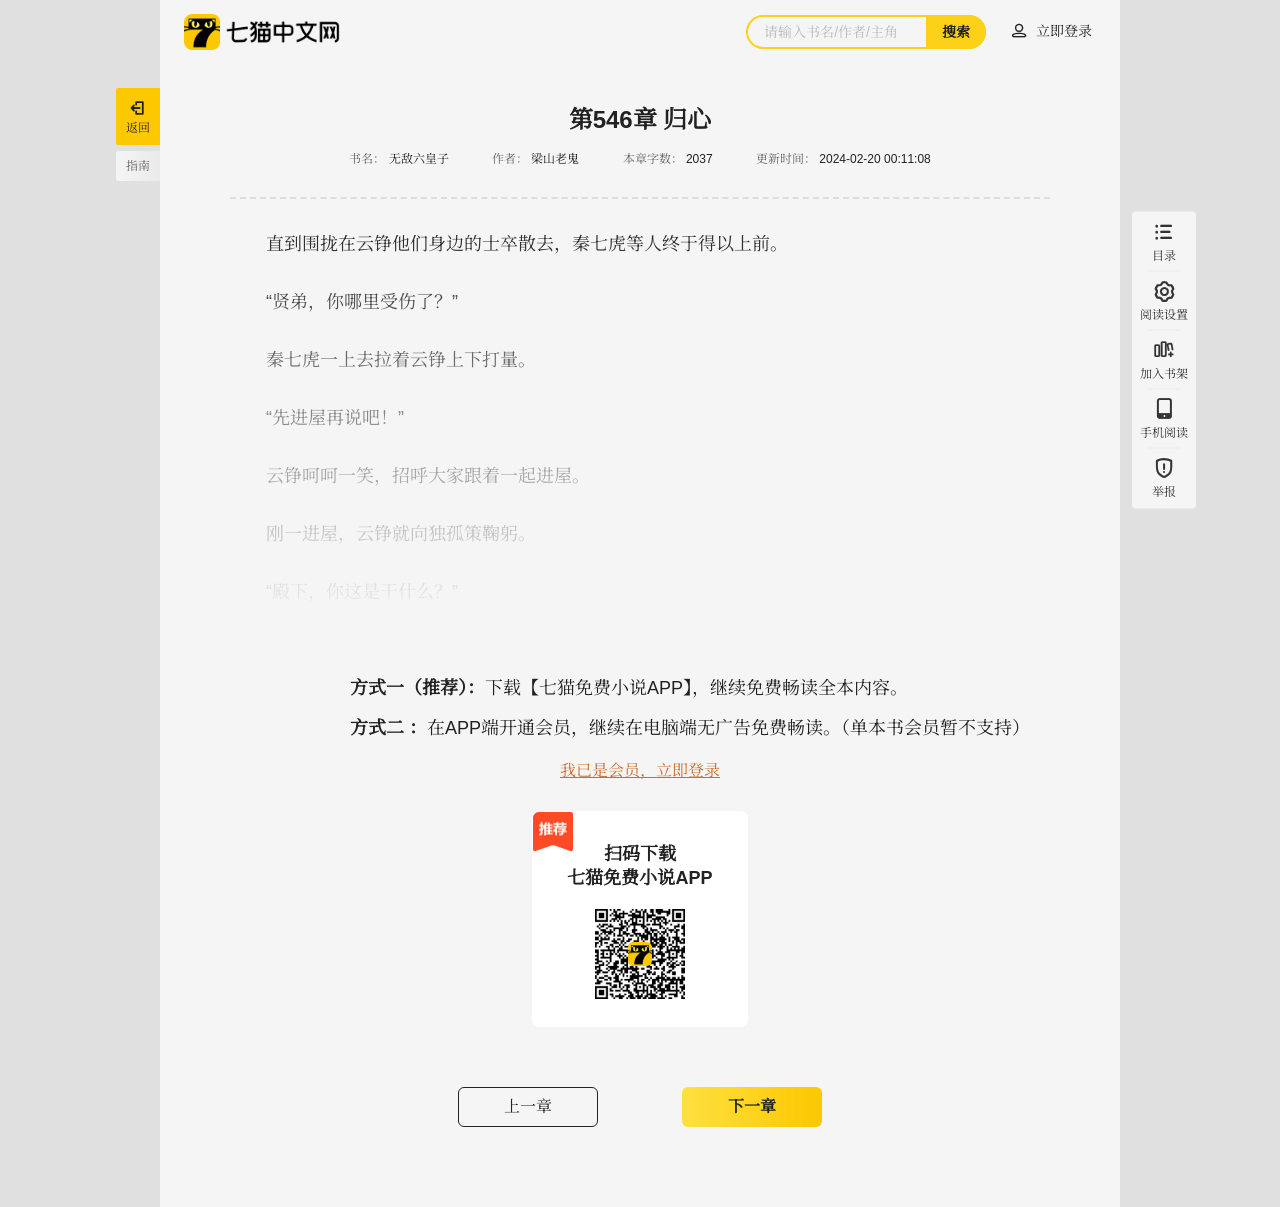 七猫中文网
请输入书名/作者/主角
搜索
立即登录
返回
指南
第546章 归心
书名： 无敌六皇子 作者： 梁山老鬼 本章字数： 2037 更新时间： 2024-02-20 00:11:08
直到围拢在云铮他们身边的士卒散去，秦七虎等人终于得以上前。
“贤弟，你哪里受伤了？”
秦七虎一上去拉着云铮上下打量。
“先进屋再说吧！”
云铮呵呵一笑，招呼大家跟着一起进屋。
刚一进屋，云铮就向独孤策鞠躬。
“殿下，你这是干什么？”
目录
阅读设置
加入书架
手机阅读
举报
方式一（推荐）：下载【七猫免费小说APP】，继续免费畅读全本内容。
方式二 ：在APP端开通会员，继续在电脑端无广告免费畅读。（单本书会员暂不支持）
我已是会员，立即登录
推荐
扫码下载
七猫免费小说APP
上一章
下一章